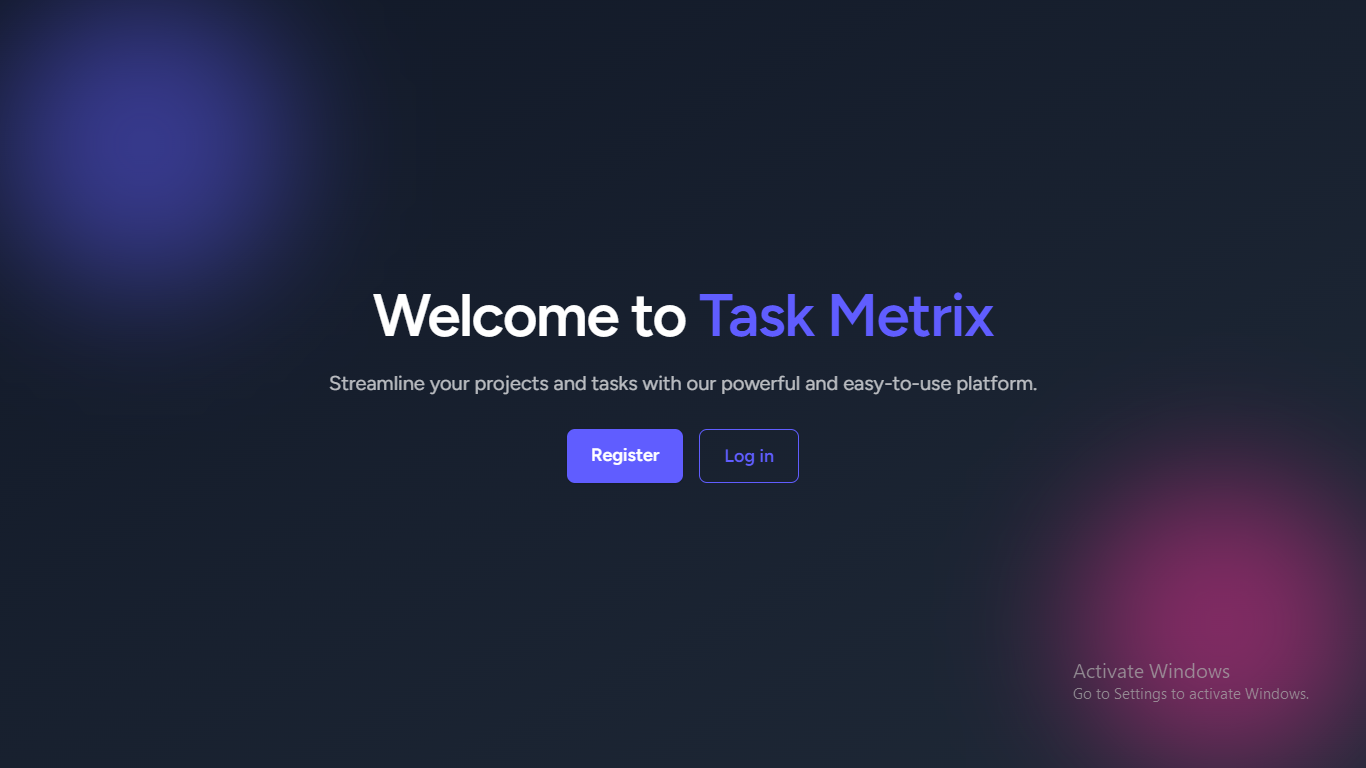 Welcome to Task Metrix
Streamline your projects and tasks with our powerful and easy-to-use platform.
Register
Log in
Activate Windows
Go to Settings to activate Windows.